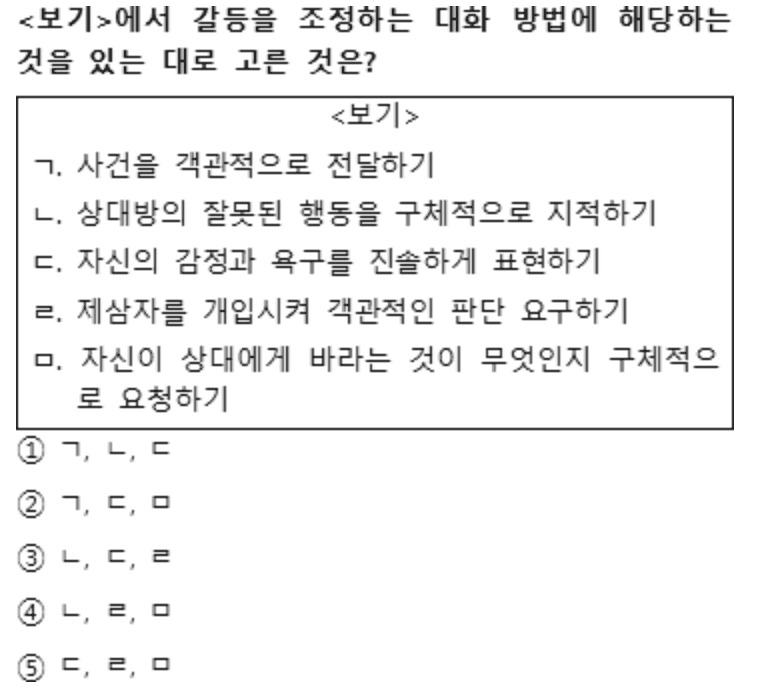 <보기>에서 갈등을 조정하는 대화 방법에 해당하는
것을 있는 대로 고른 것은?
<보기>
ㄱ. 사건을 객관적으로 전달하기
ㄴ. 상대방의 잘못된 행동을 구체적으로 지적하기
ㄷ. 자신의 감정과 욕구를 진솔하게 표현하기
ㄹ. 제삼자를 개입시켜 객관적인 판단 요구하기
ㅁ. 자신이 상대에게 바라는 것이 무엇인지 구체적으
로 요청하기
① ㄱ, ㄴ, ㄷ
② ㄱ, ㄷ, ㅁ
③ ㄴ, ㄷ, ㄹ
④ ㄴ, ㄹ, ㅁ
⑤ ㄷ, ㄹ, ㅁ